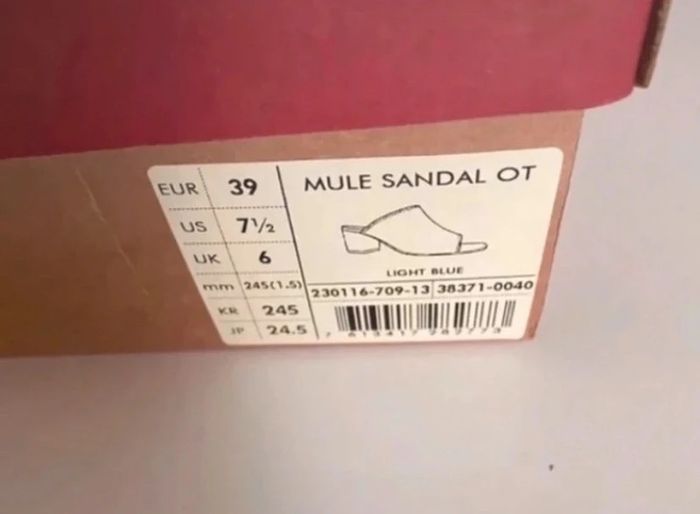 EUR 39
US 7½
UK 6
mm 245(1.5)
KR 245
JP 24.5
MULE SANDAL OT
LIGHT BLUE
230116-709-13 38371-0040